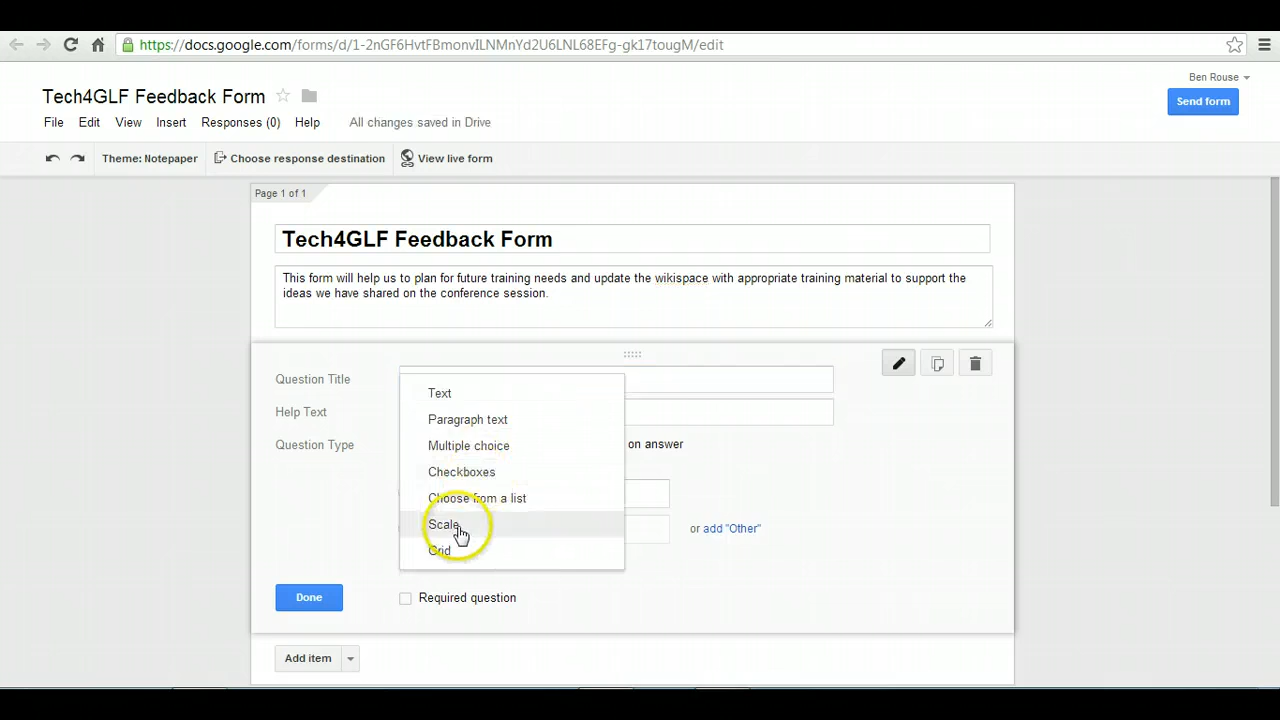 https://docs.google.com/forms/d/1-2nGF6HvtFBmonvILNMnYd2U6LNL68EFg-gk17tougM/edit
Ben Rouse
Tech4GLF Feedback Form
Send form
File Edit View Insert Responses (0) Help All changes saved in Drive
Theme: Notepaper Choose response destination View live form
Page 1 of 1
Tech4GLF Feedback Form
This form will help us to plan for future training needs and update the wikispace with appropriate training material to support the
ideas we have shared on the conference session.
Question Title
Text
Help Text
Paragraph text
Question Type
Multiple choice
on answer
Checkboxes
Choose from a list
Scale
or add "Other"
Grid
Done
Required question
Add item